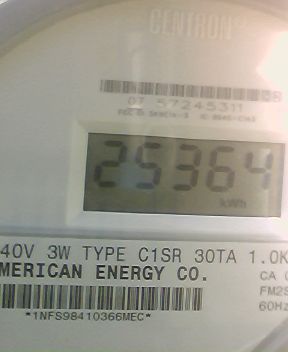 CENTRON
07 57245311
25364
kWh
40V 3W TYPE C1SR 30TA 1.0K
MERICAN ENERGY CO.
CA
FM2S
60Hz
*1NFS98410366MEC*